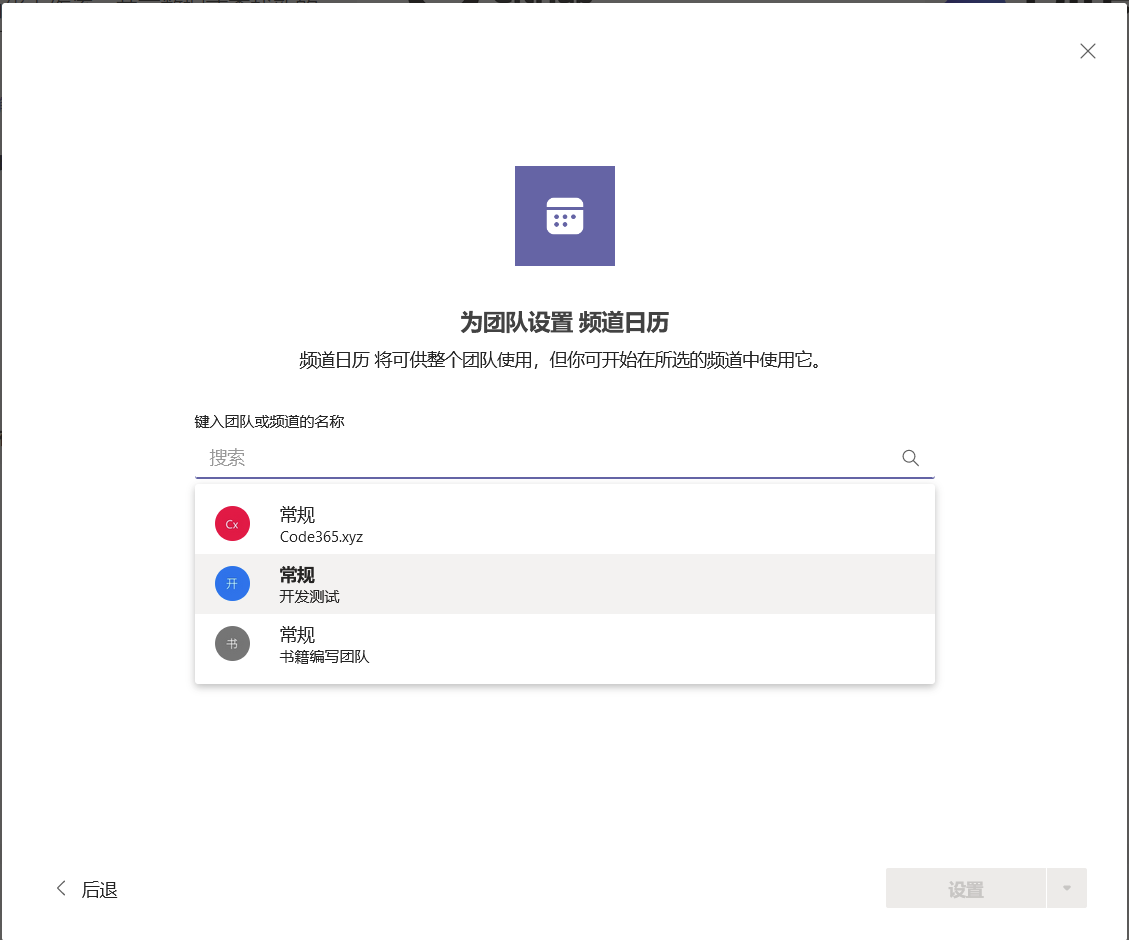 为团队设置 频道日历
频道日历 将可供整个团队使用，但你可开始在所选的频道中使用它。
键入团队或频道的名称
搜索
Cx
常规
Code365.xyz
开
常规
开发测试
书
常规
书籍编写团队
后退
设置